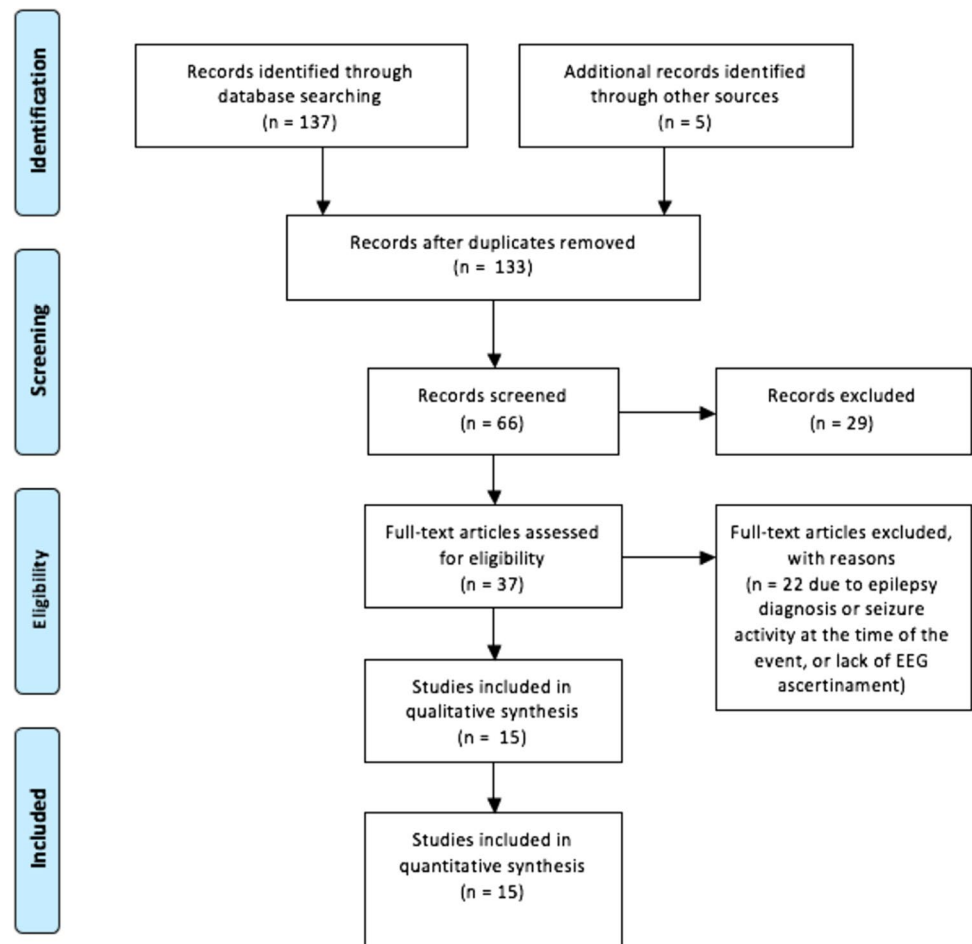 Identification
Records identified through
database searching
(n = 137)
Additional records identified
through other sources
(n = 5)
Screening
Records after duplicates removed
(n = 133)
Records screened
(n = 66)
Records excluded
(n = 29)
Eligibility
Full-text articles assessed
for eligibility
(n = 37)
Full-text articles excluded,
with reasons
(n = 22 due to epilepsy
diagnosis or seizure
activity at the time of the
event, or lack of EEG
ascertinament)
Studies included in
qualitative synthesis
(n = 15)
Included
Studies included in
quantitative synthesis
(n = 15)